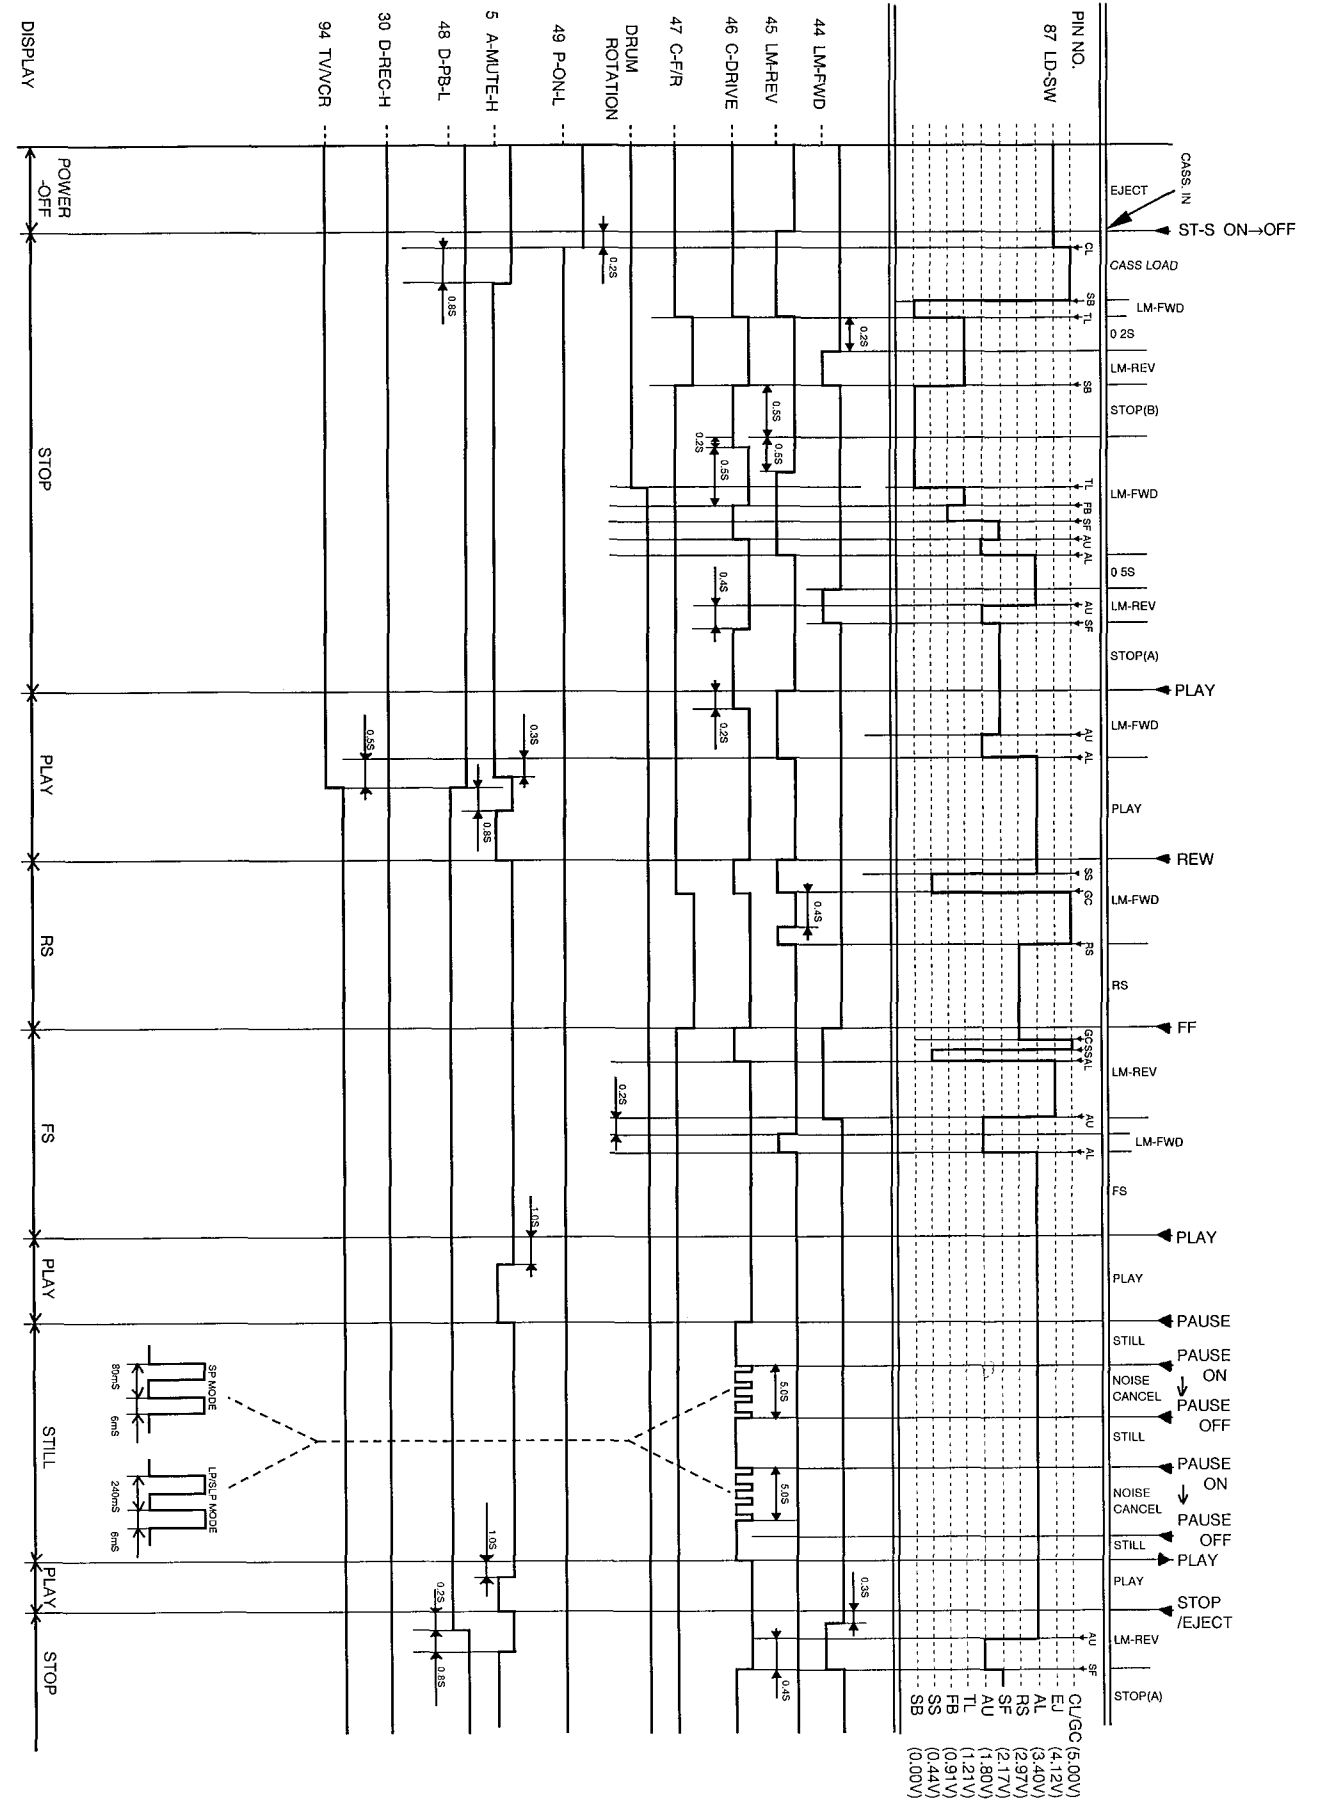 PIN NO.
87 LD-SW
44 LM-FWD
45 LM-REV
46 C-DRIVE
47 C-F/R
DRUM
ROTATION
49 P-ON-L
5 A-MUTE-H
48 D-PB-L
30 D-REC-H
94 TV/VCR
DISPLAY
CASS. IN
ST-S ON→OFF
PLAY
REW
FF
PLAY
PAUSE
PAUSE
ON
↓
PAUSE
OFF
PAUSE
ON
↓
PAUSE
OFF
PLAY
STOP
/EJECT
EJECT
CASS LOAD
LM-FWD
0 2S
LM-REV
STOP(B)
LM-FWD
0 5S
LM-REV
STOP(A)
LM-FWD
PLAY
LM-FWD
RS
LM-REV
LM-FWD
FS
PLAY
STILL
NOISE
CANCEL
STILL
NOISE
CANCEL
STILL
PLAY
LM-REV
STOP(A)
CL
SB
TL
SB
TL
FB
SF
AU
AL
AU
SF
AU
AL
SS
GC
RS
GC
SS
AL
AU
AL
AU
SF
CL/GC (5.00V)
EJ (4.12V)
AL (3.40V)
RS (2.97V)
SF (2.17V)
AU (1.80V)
TL (1.21V)
FB (0.91V)
SS (0.44V)
SB (0.00V)
0.2S
0.3S
0.5S
0.5S
0.4S
5.0S
5.0S
0.4S
0.2S
0.5S
0.4S
0.2S
0.2S
0.2S
0.3S
1.0S
0.8S
0.8S
1.0S
0.2S
0.8S
0.5S
SP MODE
80mS
6mS
LP/SLP MODE
240mS
6mS
POWER
-OFF
STOP
PLAY
RS
FS
PLAY
STILL
PLAY
STOP